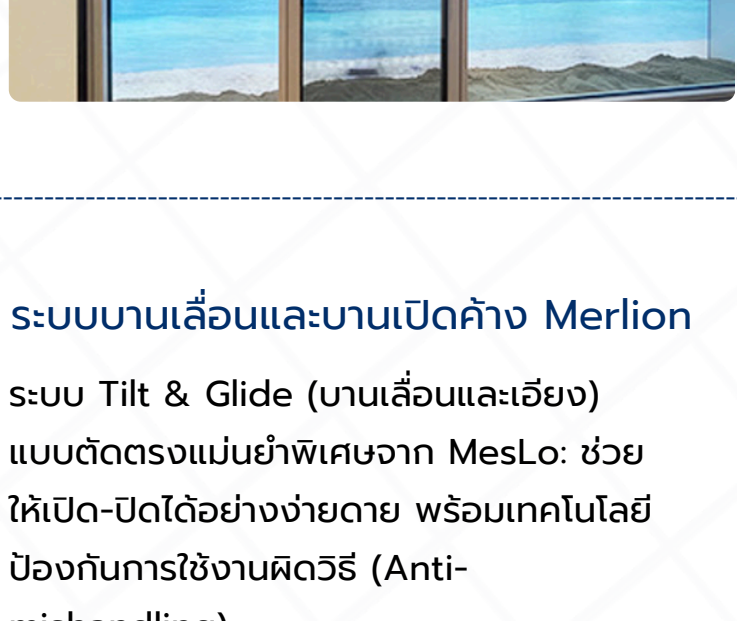 ระบบบานเลื่อนและบานเปิดค้าง Merlion
ระบบ Tilt & Glide (บานเลื่อนและเอียง)
แบบตัดตรงแม่นยำพิเศษจาก MesLo: ช่วย
ให้เปิด-ปิดได้อย่างง่ายดาย พร้อมเทคโนโลยี
ป้องกันการใช้งานผิดวิธี (Anti-
mishandling)